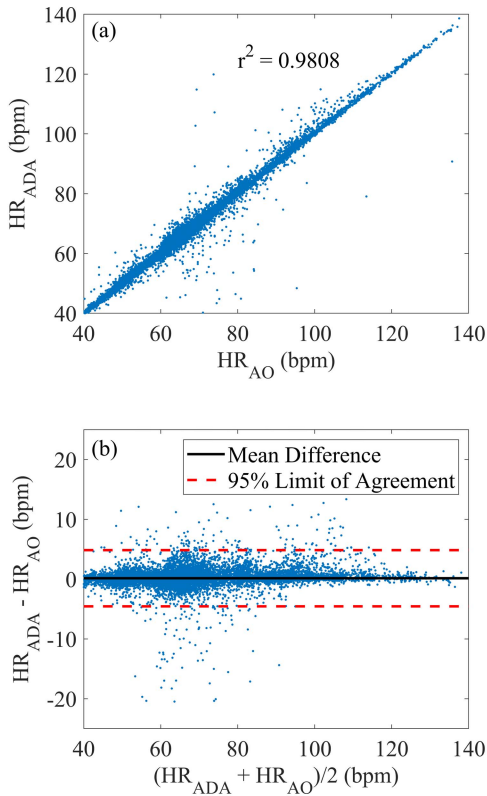 (a)
r² = 0.9808
140
120
100
80
60
40
HR_ADA (bpm)
40 60 80 100 120 140
HR_AO (bpm)
(b)
Mean Difference
95% Limit of Agreement
20
10
0
-10
-20
HR_ADA - HR_AO (bpm)
40 60 80 100 120 140
(HR_ADA + HR_AO)/2 (bpm)